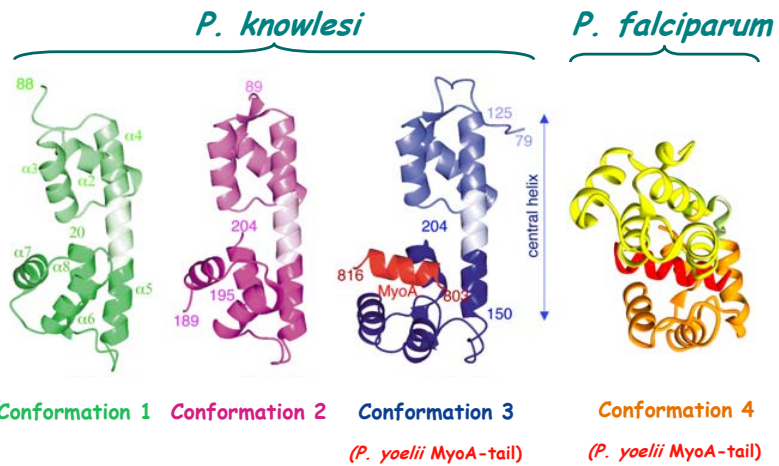 P. knowlesi P. falciparum
88
α4
α3
α2
20
α7
α8
α5
α6
89
204
195
189
125
79
204
central helix
816
MyoA
803
150
Conformation 1 Conformation 2 Conformation 3 Conformation 4
(P. yoelii MyoA-tail) (P. yoelii MyoA-tail)